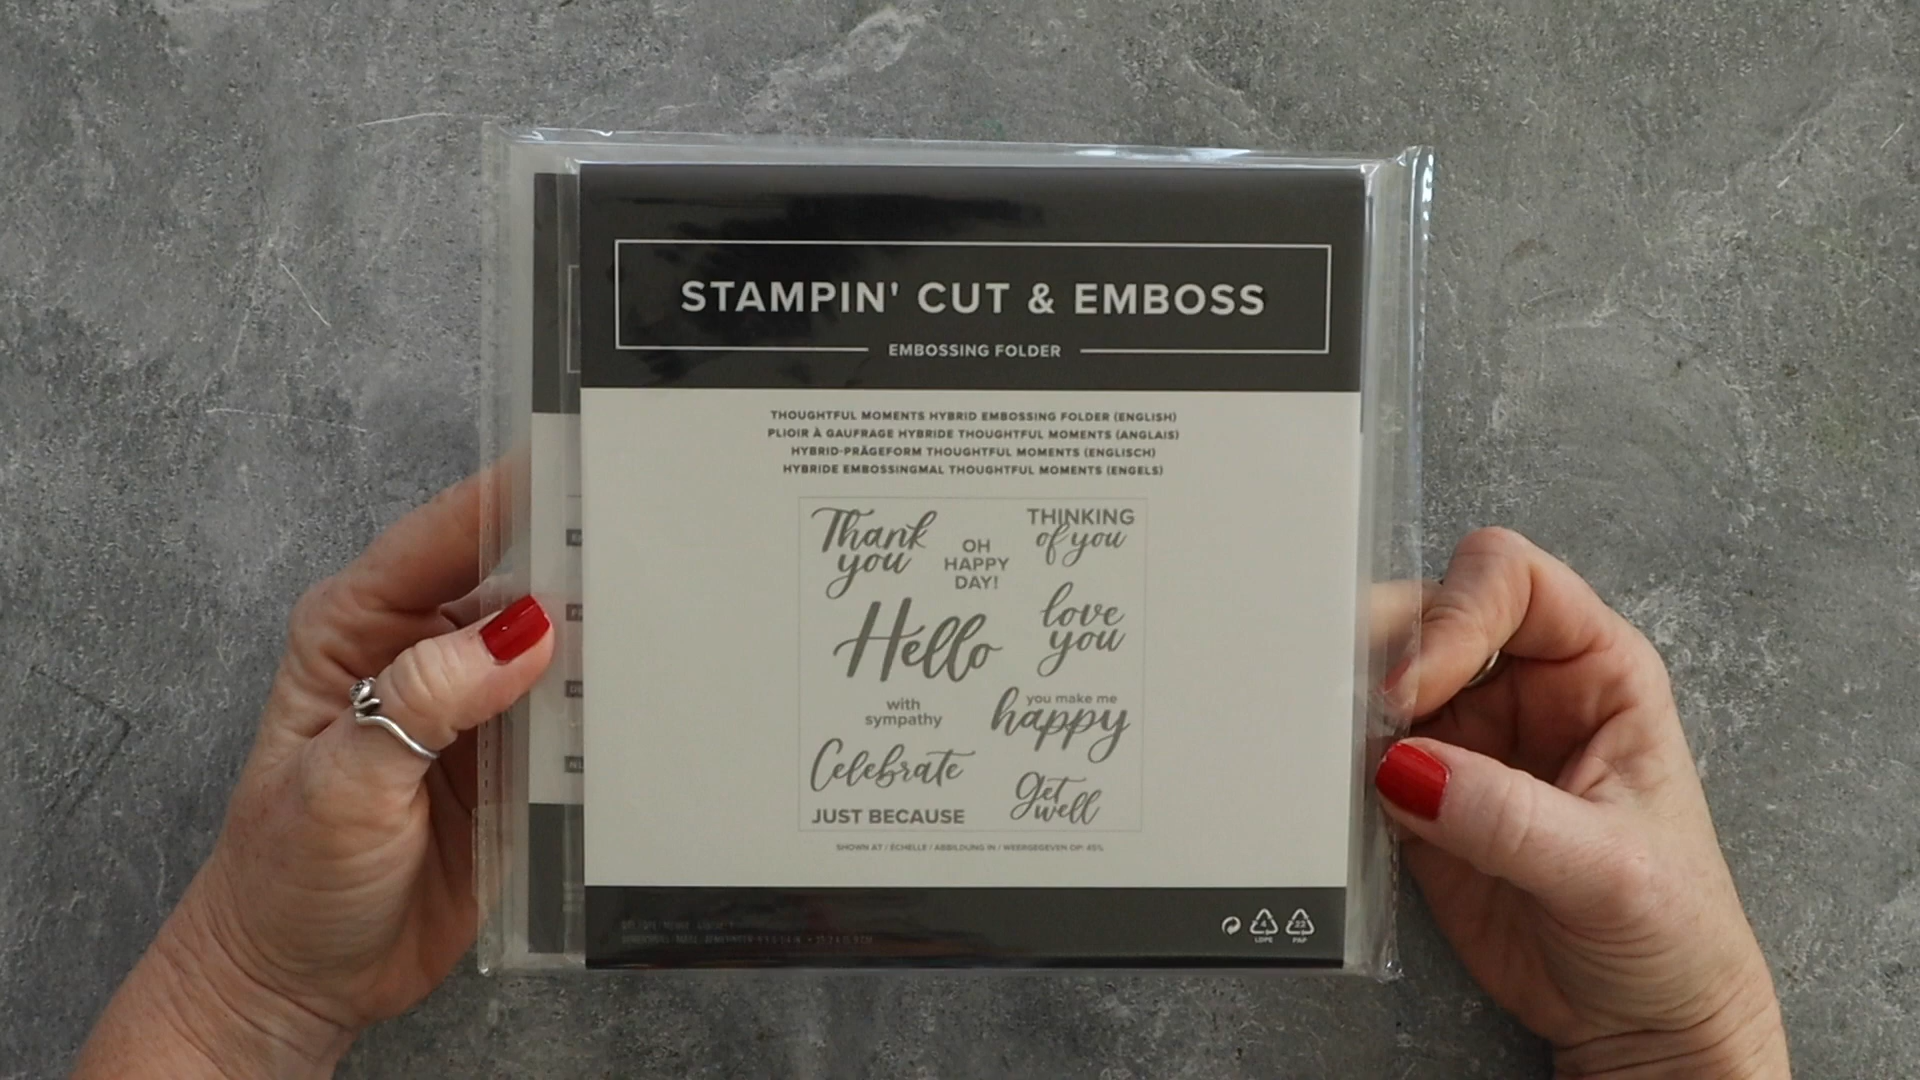 STAMPIN' CUT & EMBOSS
EMBOSSING FOLDER
THOUGHTFUL MOMENTS HYBRID EMBOSSING FOLDER (ENGLISH)
PLIOIR À GAUFRAGE HYBRIDE THOUGHTFUL MOMENTS (ANGLAIS)
HYBRID-PRÄGEFORM THOUGHTFUL MOMENTS (ENGLISCH)
HYBRIDE EMBOSSINGMAL THOUGHTFUL MOMENTS (ENGELS)
Thank
you
OH
HAPPY
DAY!
THINKING
of you
Hello
love
you
with
sympathy
you make me
happy
Celebrate
Get
well
JUST BECAUSE
SHOWN AT / ÉCHELLE / ABBILDUNG IN / WEERGEGEVEN OP: 45%
4
LDPE
22
PAP